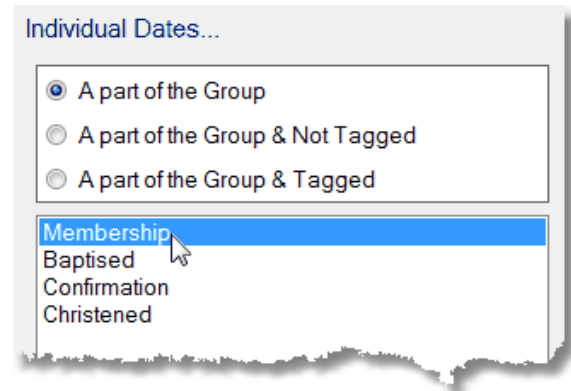 Individual Dates...
A part of the Group
A part of the Group & Not Tagged
A part of the Group & Tagged
Membership
Baptised
Confirmation
Christened